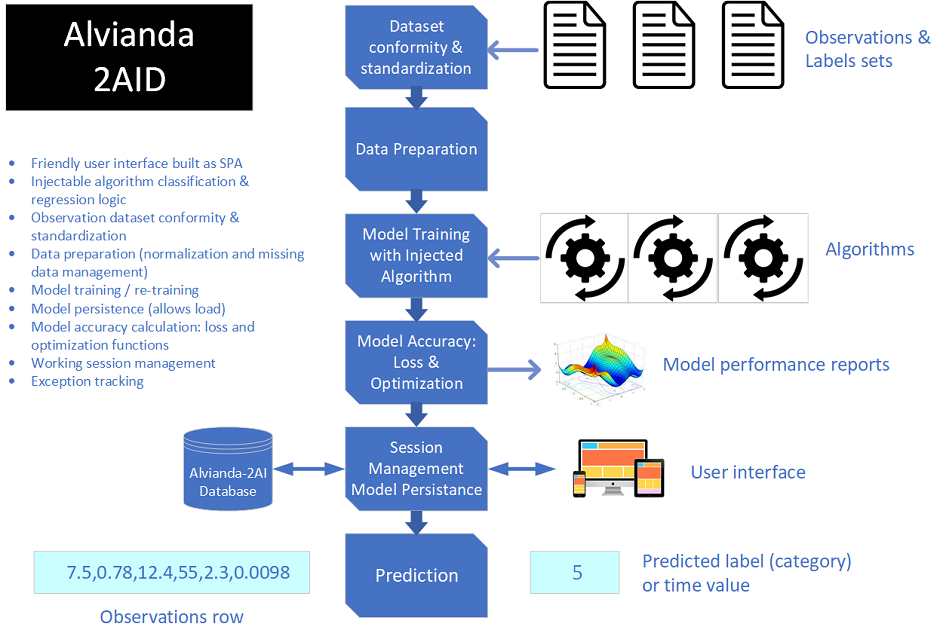 Alvianda
2AID
Friendly user interface built as SPA
Injectable algorithm classification &
regression logic
Observation dataset conformity &
standardization
Data preparation (normalization and missing
data management)
Model training / re-training
Model persistence (allows load)
Model accuracy calculation: loss and
optimization functions
Working session management
Exception tracking
Dataset
conformity &
standardization
Observations &
Labels sets
Data Preparation
Model Training
with Injected
Algorithm
Algorithms
Model Accuracy:
Loss &
Optimization
Model performance reports
Alvianda-2AI
Database
Session
Management
Model Persistance
User interface
7.5,0.78,12.4,55,2.3,0.0098
Observations row
Prediction
5
Predicted label (category)
or time value